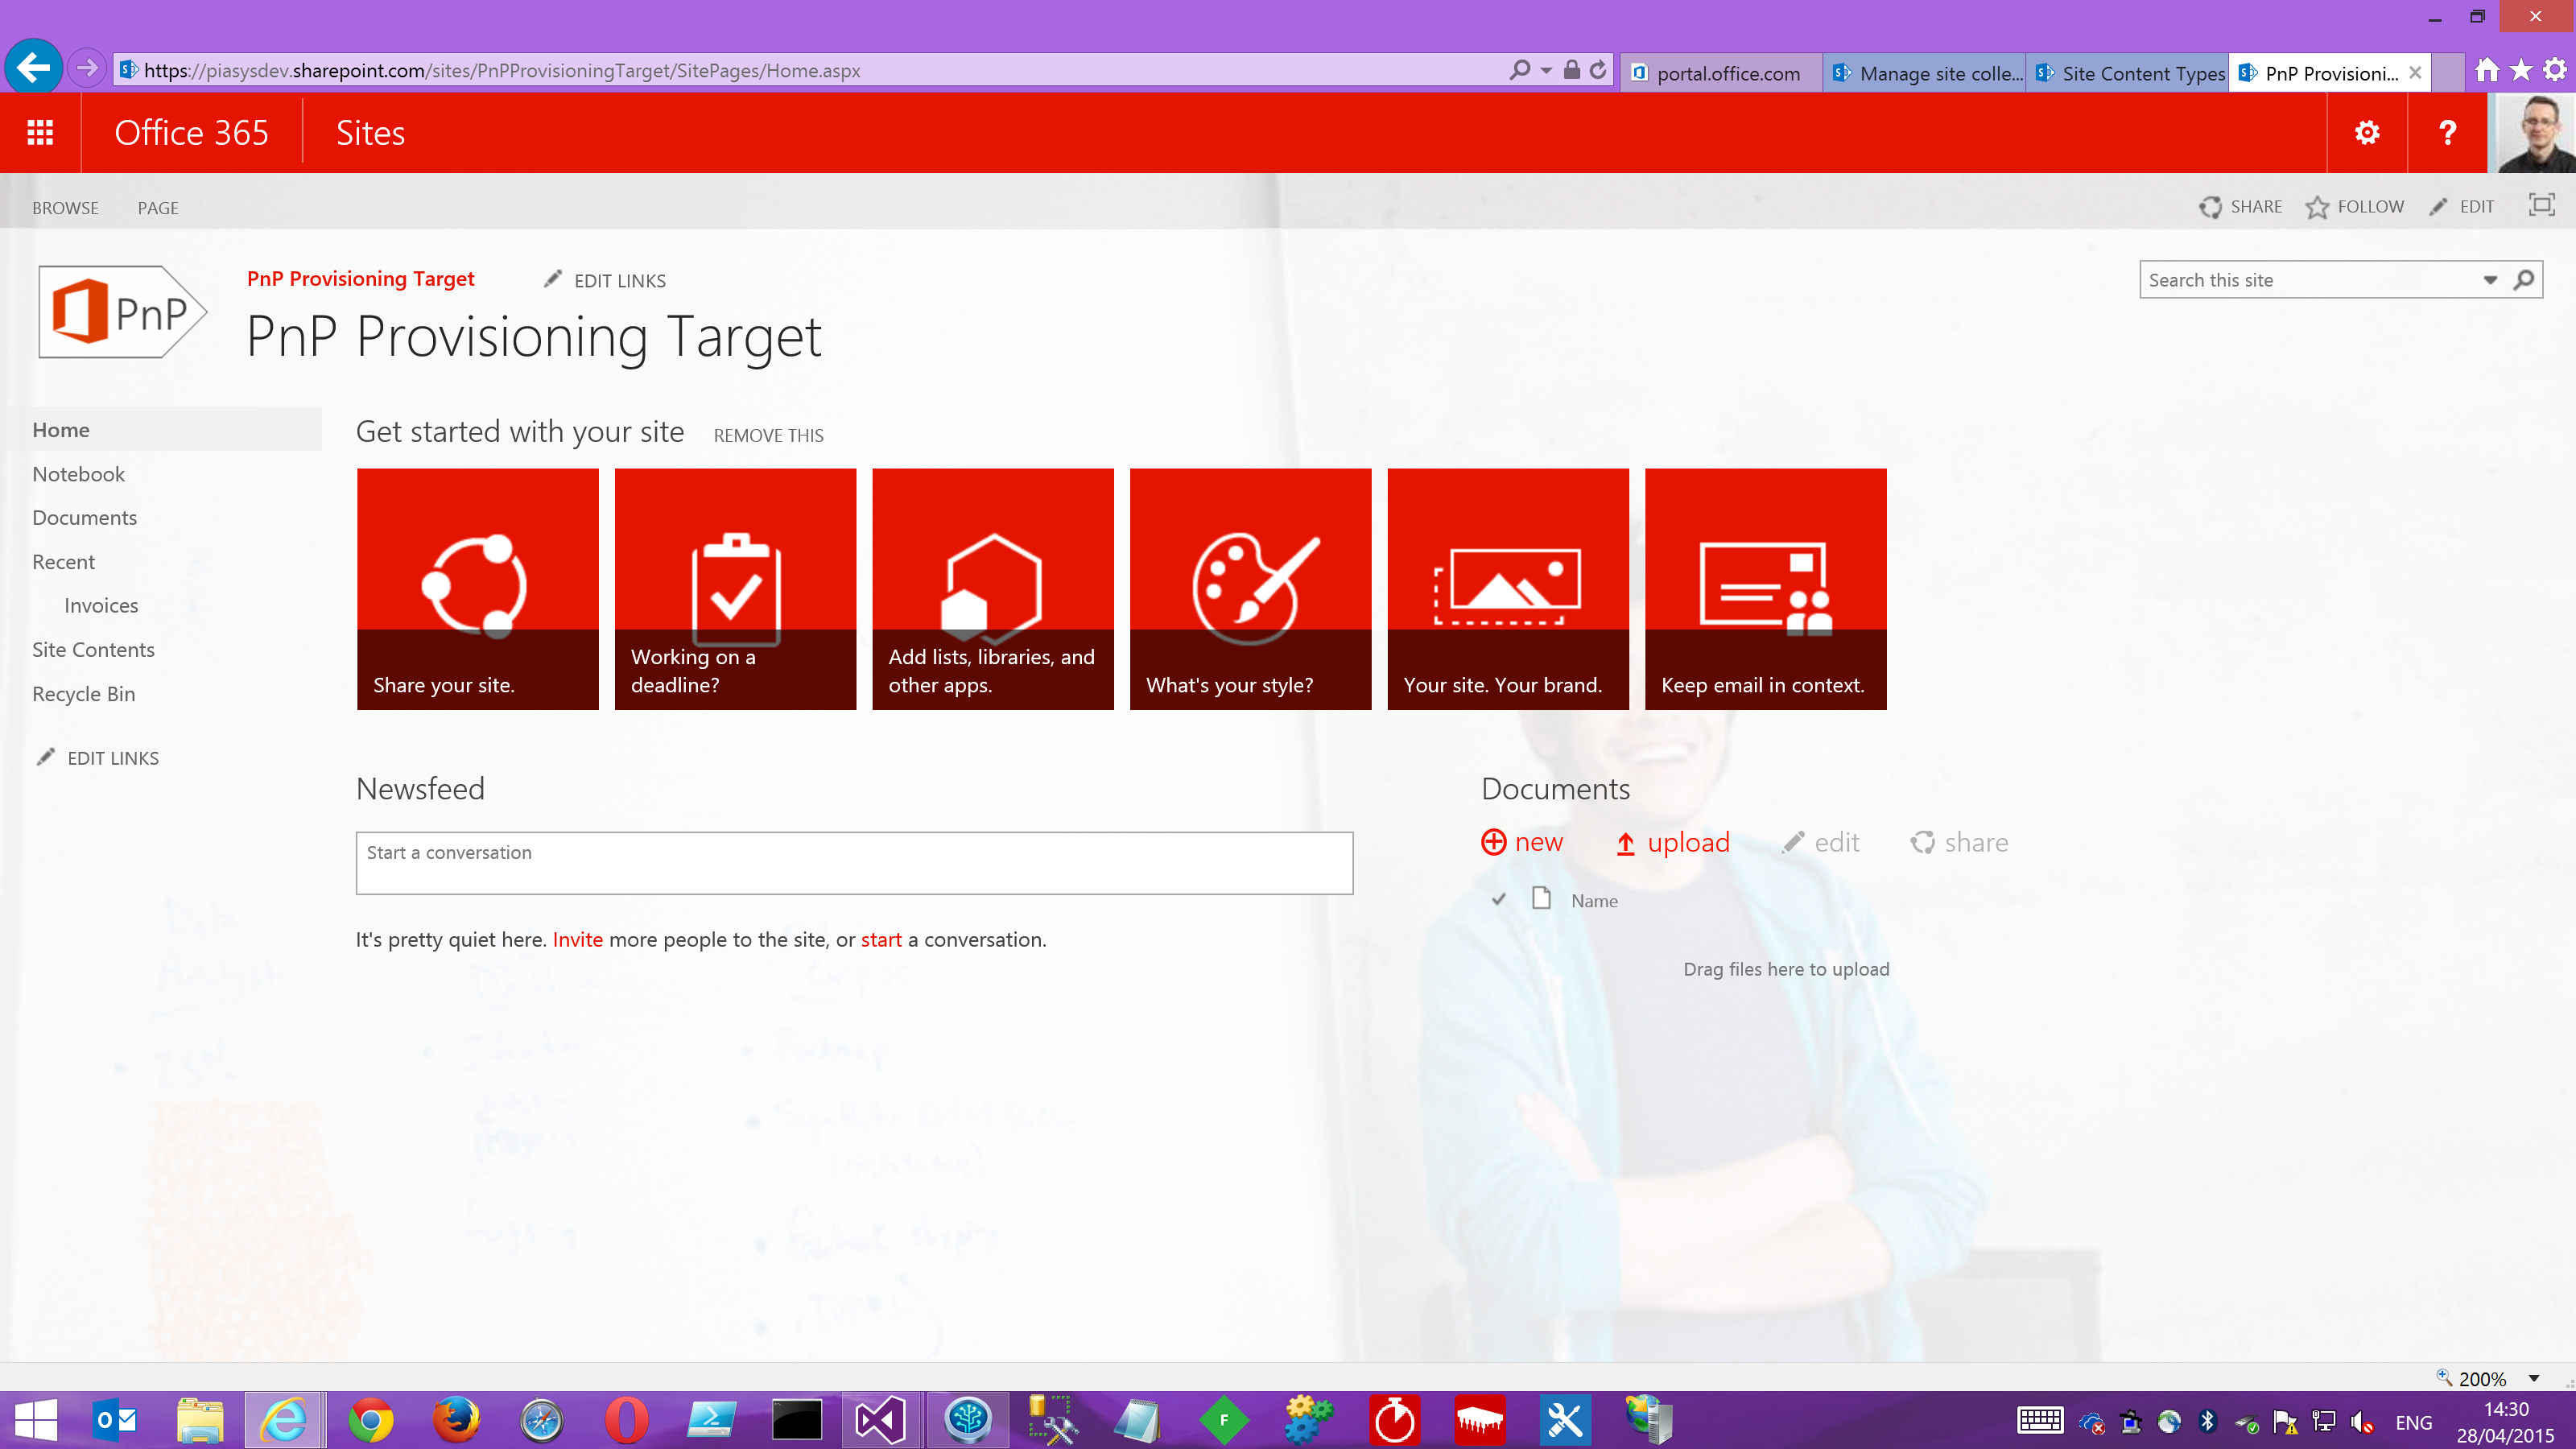 https://piasysdev.sharepoint.com/sites/PnPProvisioningTarget/SitePages/Home.aspx
portal.office.com
Manage site colle...
Site Content Types
PnP Provisioni...
Office 365
Sites
BROWSE
PAGE
SHARE
FOLLOW
EDIT
PnP
PnP Provisioning Target
EDIT LINKS
Search this site
PnP Provisioning Target
Home
Notebook
Documents
Recent
Invoices
Site Contents
Recycle Bin
EDIT LINKS
Get started with your site
REMOVE THIS
Share your site.
Working on a
deadline?
Add lists, libraries, and
other apps.
What's your style?
Your site. Your brand.
Keep email in context.
Newsfeed
Start a conversation
It's pretty quiet here. Invite more people to the site, or start a conversation.
Documents
new
upload
edit
share
Name
Drag files here to upload
200%
ENG
14:30
28/04/2015